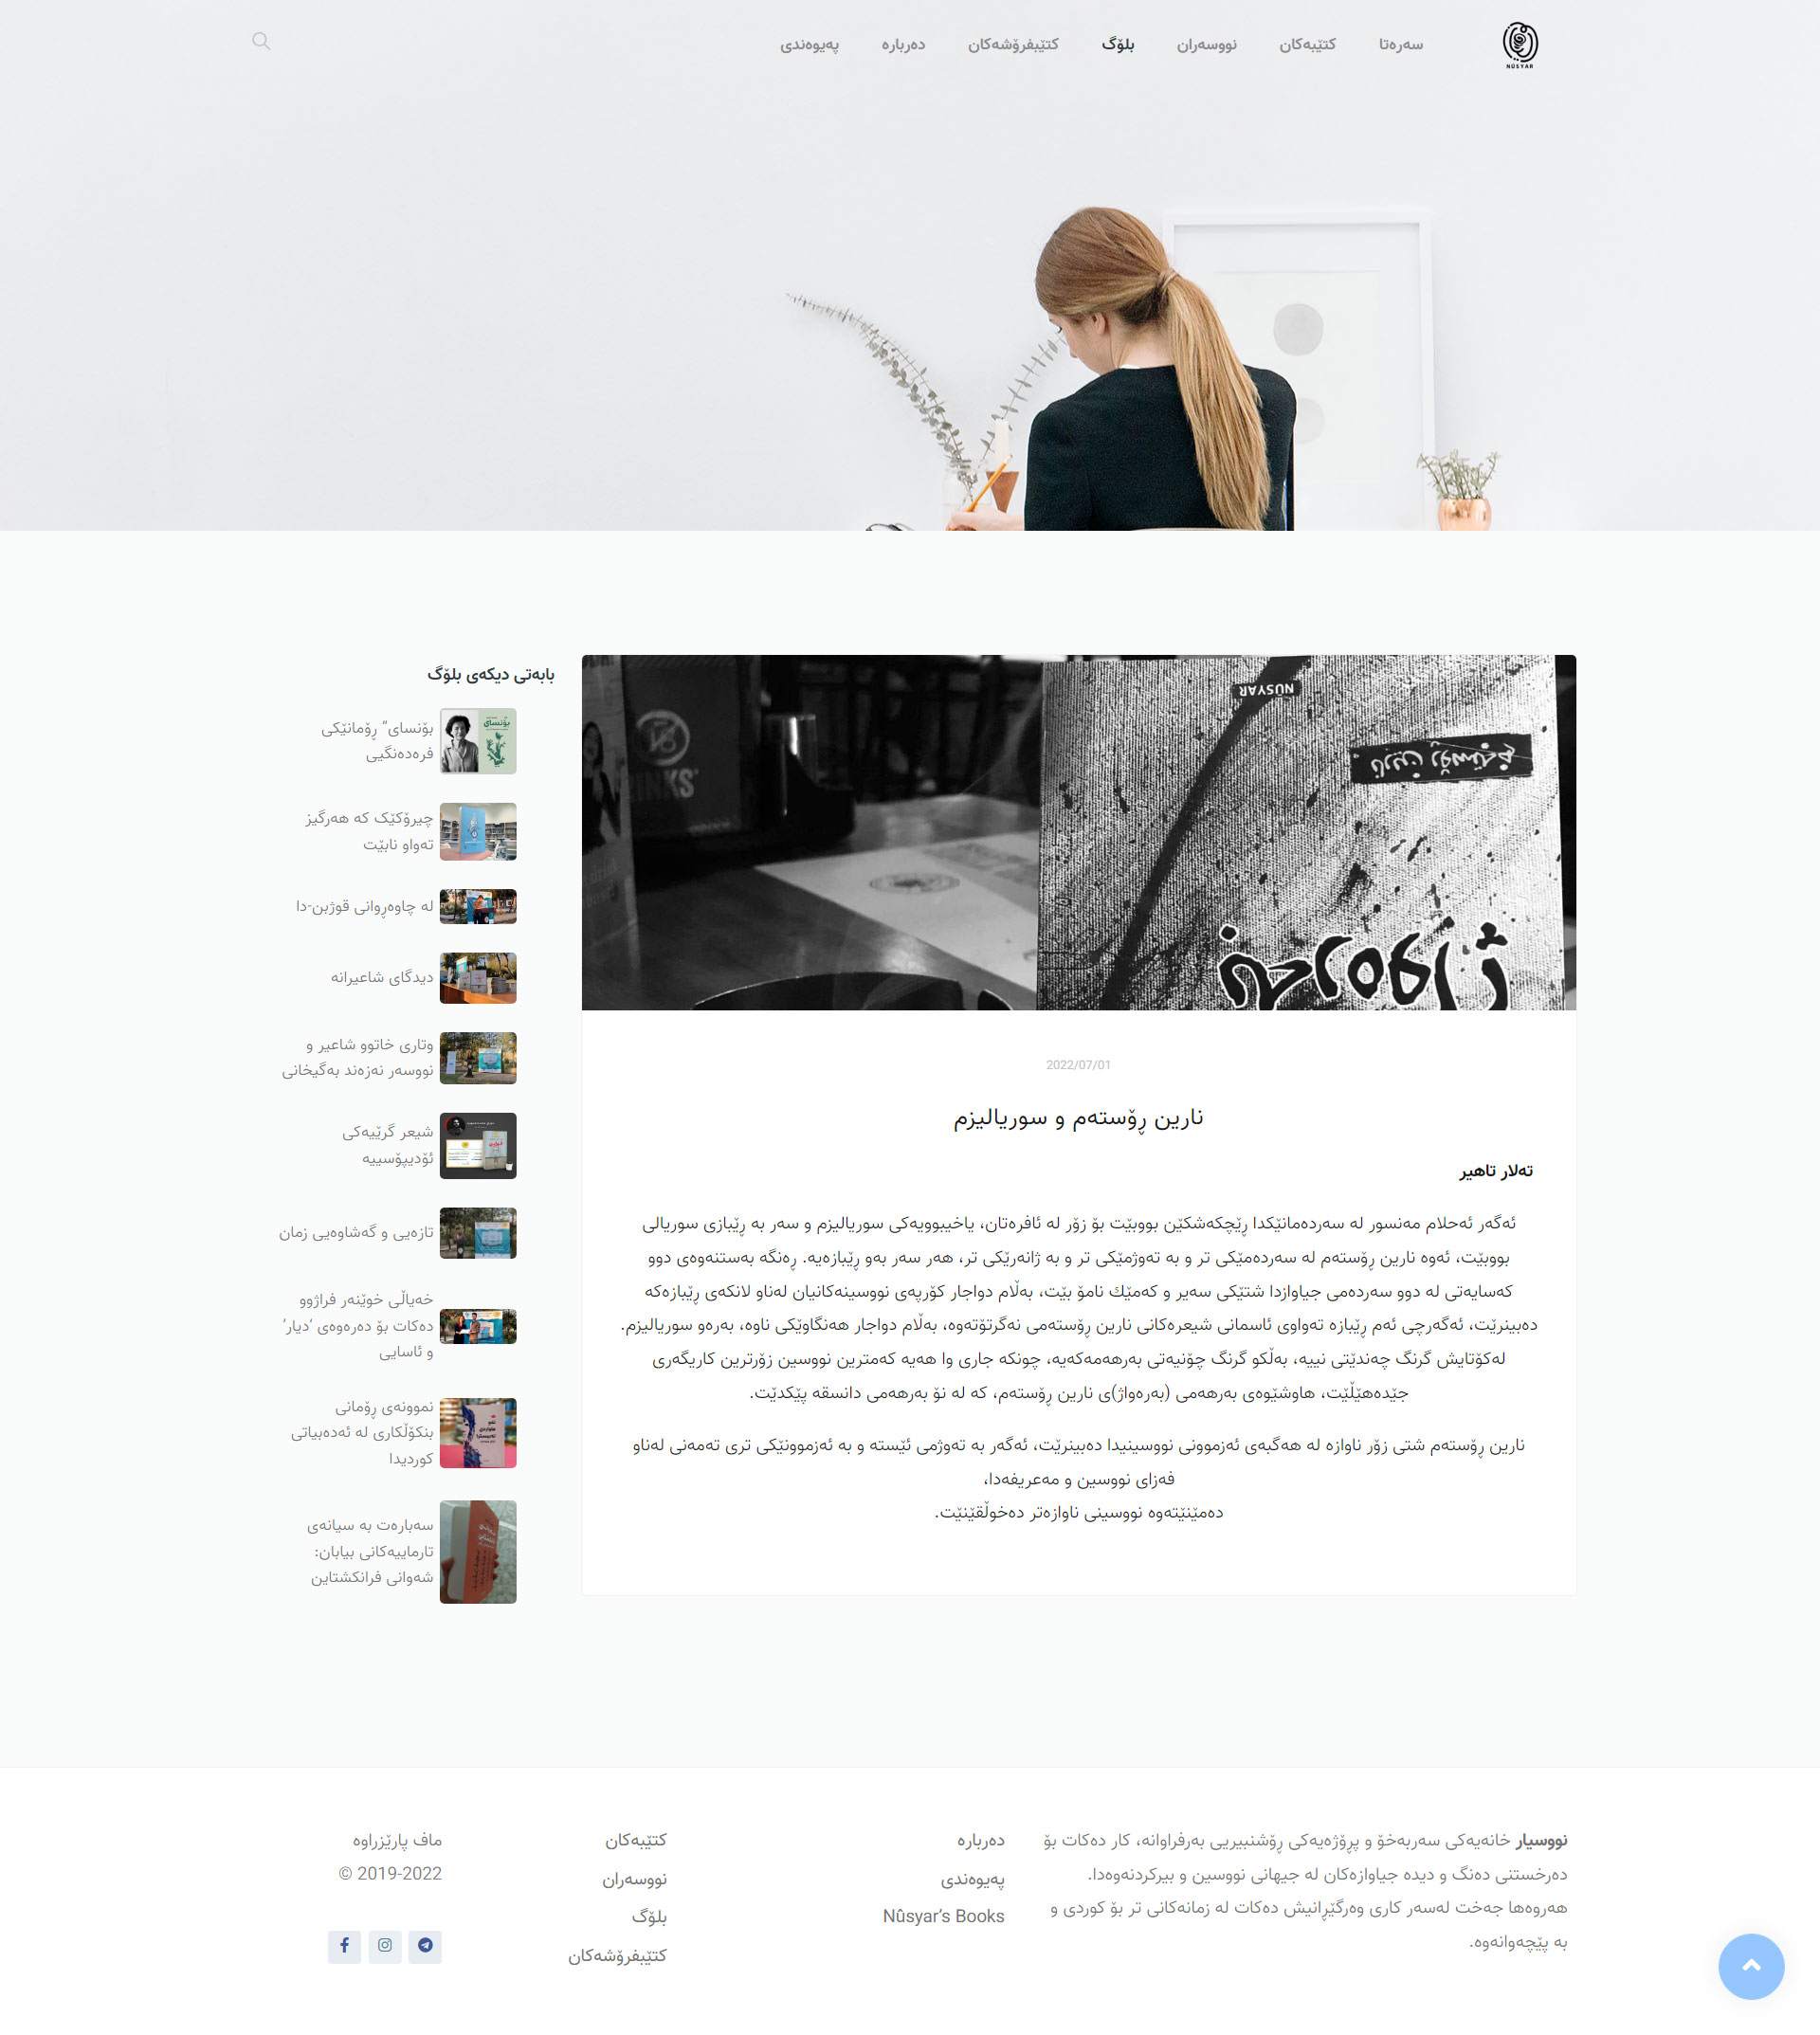 NÛSYAR
سەرەتا
کتێبەکان
نووسەران
بلۆگ
کتێبفرۆشەکان
دەربارە
پەیوەندی
NÛSYAR
2022/07/01
نارین ڕۆستەم و سوریالیزم
تەلار تاهیر
ئەگەر ئەحلام مەنسور لە سەردەمانێکدا ڕێچکەشکێن بووبێت بۆ زۆر لە ئافرەتان، یاخیبوویەکی سوریالیزم و سەر بە ڕێبازی سوریالی
بووبێت، ئەوە نارین ڕۆستەم لە سەردەمێکی تر و بە تەوژمێکی تر و بە ژانەرێکی تر، هەر سەر بەو ڕێبازەیە. ڕەنگە بەستنەوەی دوو
کەسایەتی لە دوو سەردەمی جیاوازدا شتێکی سەیر و کەمێك نامۆ بێت، بەڵام دواجار کۆرپەی نووسینەکانیان لەناو لانکەی ڕێبازەکە
دەبینرێت، ئەگەرچی ئەم ڕێبازە تەواوی ئاسمانی شیعرەکانی نارین ڕۆستەمی نەگرتۆتەوە، بەڵام دواجار هەنگاوێکی ناوە، بەرەو سوریالیزم.
لەکۆتایش گرنگ چەندێتی نییە، بەڵکو گرنگ چۆنیەتی بەرهەمەکەیە، چونکە جاری وا هەیە کەمترین نووسین زۆرترین کاریگەری
جێدەهێڵێت، هاوشێوەی بەرهەمی (بەرەواژ)ی نارین ڕۆستەم، کە لە نۆ بەرهەمی دانسقە پێکدێت.
نارین ڕۆستەم شتی زۆر ناوازە لە هەگبەی ئەزموونی نووسینیدا دەبینرێت، ئەگەر بە تەوژمی ئێستە و بە ئەزموونێکی تری تەمەنی لەناو
فەزای نووسین و مەعریفەدا،
دەمێنێتەوە نووسینی ناوازەتر دەخوڵقێنێت.
بابەتی دیکەی بلۆگ
بۆنسای“ ڕۆمانێکی
فرەدەنگیی
چیرۆکێک کە هەرگیز
تەواو نابێت
لە چاوەڕوانی قوژبن-دا
دیدگای شاعیرانە
وتاری خاتوو شاعیر و
نووسەر نەزەند بەگیخانی
شیعر گرێیەکی
ئۆدیپۆسییە
تازەیی و گەشاوەیی زمان
خەیاڵی خوێنەر فراژوو
دەکات بۆ دەرەوەی ‘دیار’
و ئاسایی
نموونەی ڕۆمانی
بنکۆڵکاری لە ئەدەبیاتی
کوردیدا
سەبارەت بە سیانەی
تارماییەکانی بیابان:
شەوانی فرانکشتاین
نووسیار خانەیەکی سەربەخۆ و پڕۆژەیەکی ڕۆشنبیریی بەرفراوانە، کار دەکات بۆ
دەرخستنی دەنگ و دیدە جیاوازەکان لە جیهانی نووسین و بیرکردنەوەدا.
هەروەها جەخت لەسەر کاری وەرگێڕانیش دەکات لە زمانەکانی تر بۆ کوردی و
بە پێچەوانەوە.
دەربارە
پەیوەندی
Nûsyar’s Books
کتێبەکان
نووسەران
بلۆگ
کتێبفرۆشەکان
ماف پارێزراوە
© 2019-2022